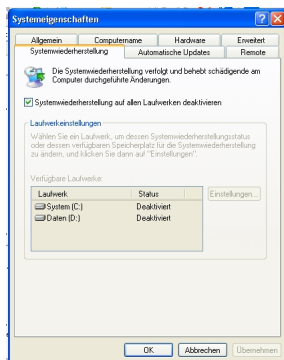 Systemeigenschaften
Allgemein Computername Hardware Erweitert
Systemwiederherstellung Automatische Updates Remote
Die Systemwiederherstellung verfolgt und behebt schädigende am
Computer durchgeführte Änderungen.
Systemwiederherstellung auf allen Laufwerken deaktivieren
Laufwerkeinstellungen
Wählen Sie ein Laufwerk, um dessen Systemwiederherstellungsstatus
oder dessen verfügbaren Speicherplatz für die Systemwiederherstellung
zu ändern, und klicken Sie dann auf "Einstellungen".
Verfügbare Laufwerke:
Laufwerk Status Einstellungen...
System (C:) Deaktiviert
Daten (D:) Deaktiviert
OK Abbrechen Übernehmen